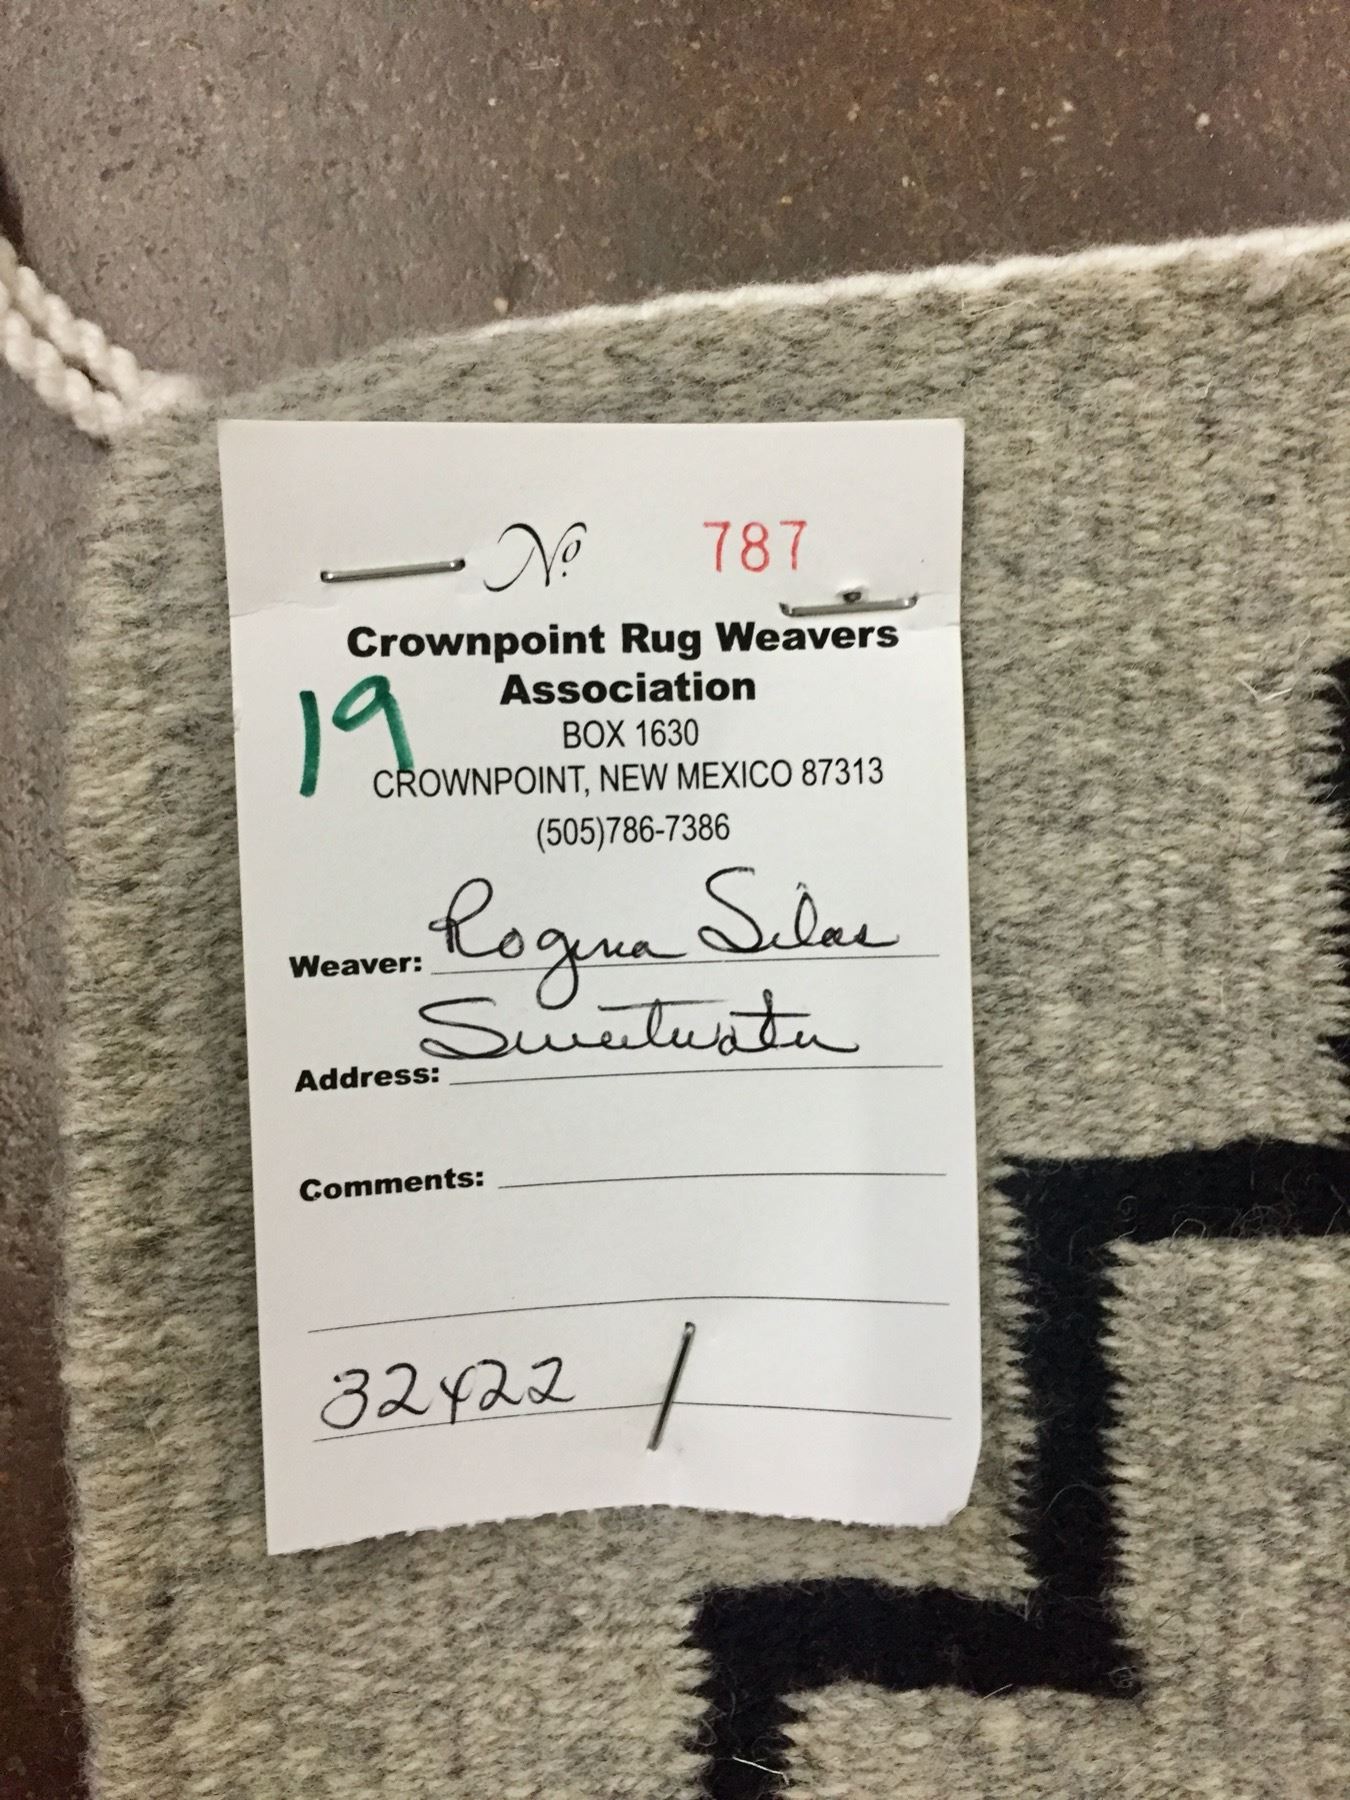 No. 787
Crownpoint Rug Weavers
Association
19
BOX 1630
CROWNPOINT, NEW MEXICO 87313
(505)786-7386
Weaver: Rogina Silas
Address: Sweetwater
Comments:
32x22